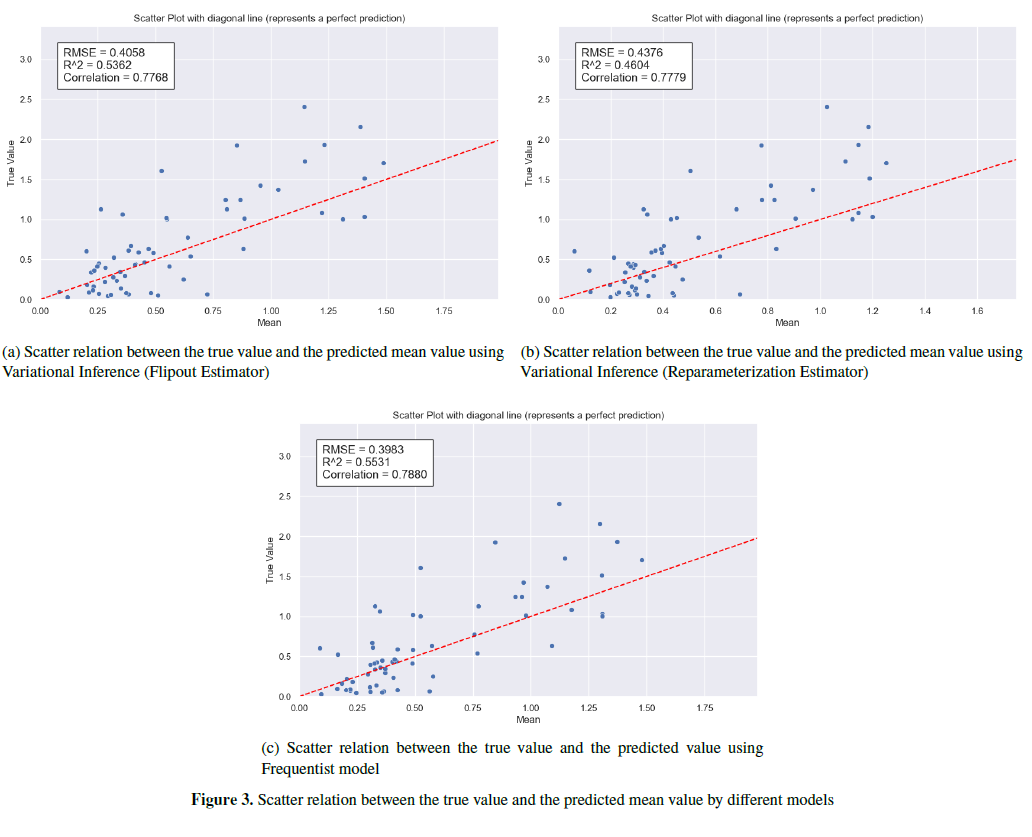 Scatter Plot with diagonal line (represents a perfect prediction)
RMSE = 0.4058
R^2 = 0.5362
Correlation = 0.7768
3.0
2.5
2.0
1.5
1.0
0.5
0.0
True Value
0.00 0.25 0.50 0.75 1.00 1.25 1.50 1.75
Mean
(a) Scatter relation between the true value and the predicted mean value using
Variational Inference (Flipout Estimator)
Scatter Plot with diagonal line (represents a perfect prediction)
RMSE = 0.4376
R^2 = 0.4604
Correlation = 0.7779
3.0
2.5
2.0
1.5
1.0
0.5
0.0
True Value
0.0 0.2 0.4 0.6 0.8 1.0 1.2 1.4 1.6
Mean
(b) Scatter relation between the true value and the predicted mean value using
Variational Inference (Reparameterization Estimator)
Scatter Plot with diagonal line (represents a perfect prediction)
RMSE = 0.3983
R^2 = 0.5531
Correlation = 0.7880
3.0
2.5
2.0
1.5
1.0
0.5
0.0
True Value
0.00 0.25 0.50 0.75 1.00 1.25 1.50 1.75
Mean
(c) Scatter relation between the true value and the predicted value using
Frequentist model
Figure 3. Scatter relation between the true value and the predicted mean value by different models